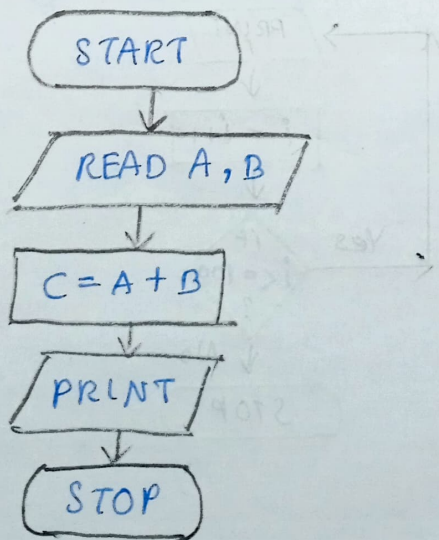 START
READ A, B
C = A + B
PRINT
STOP